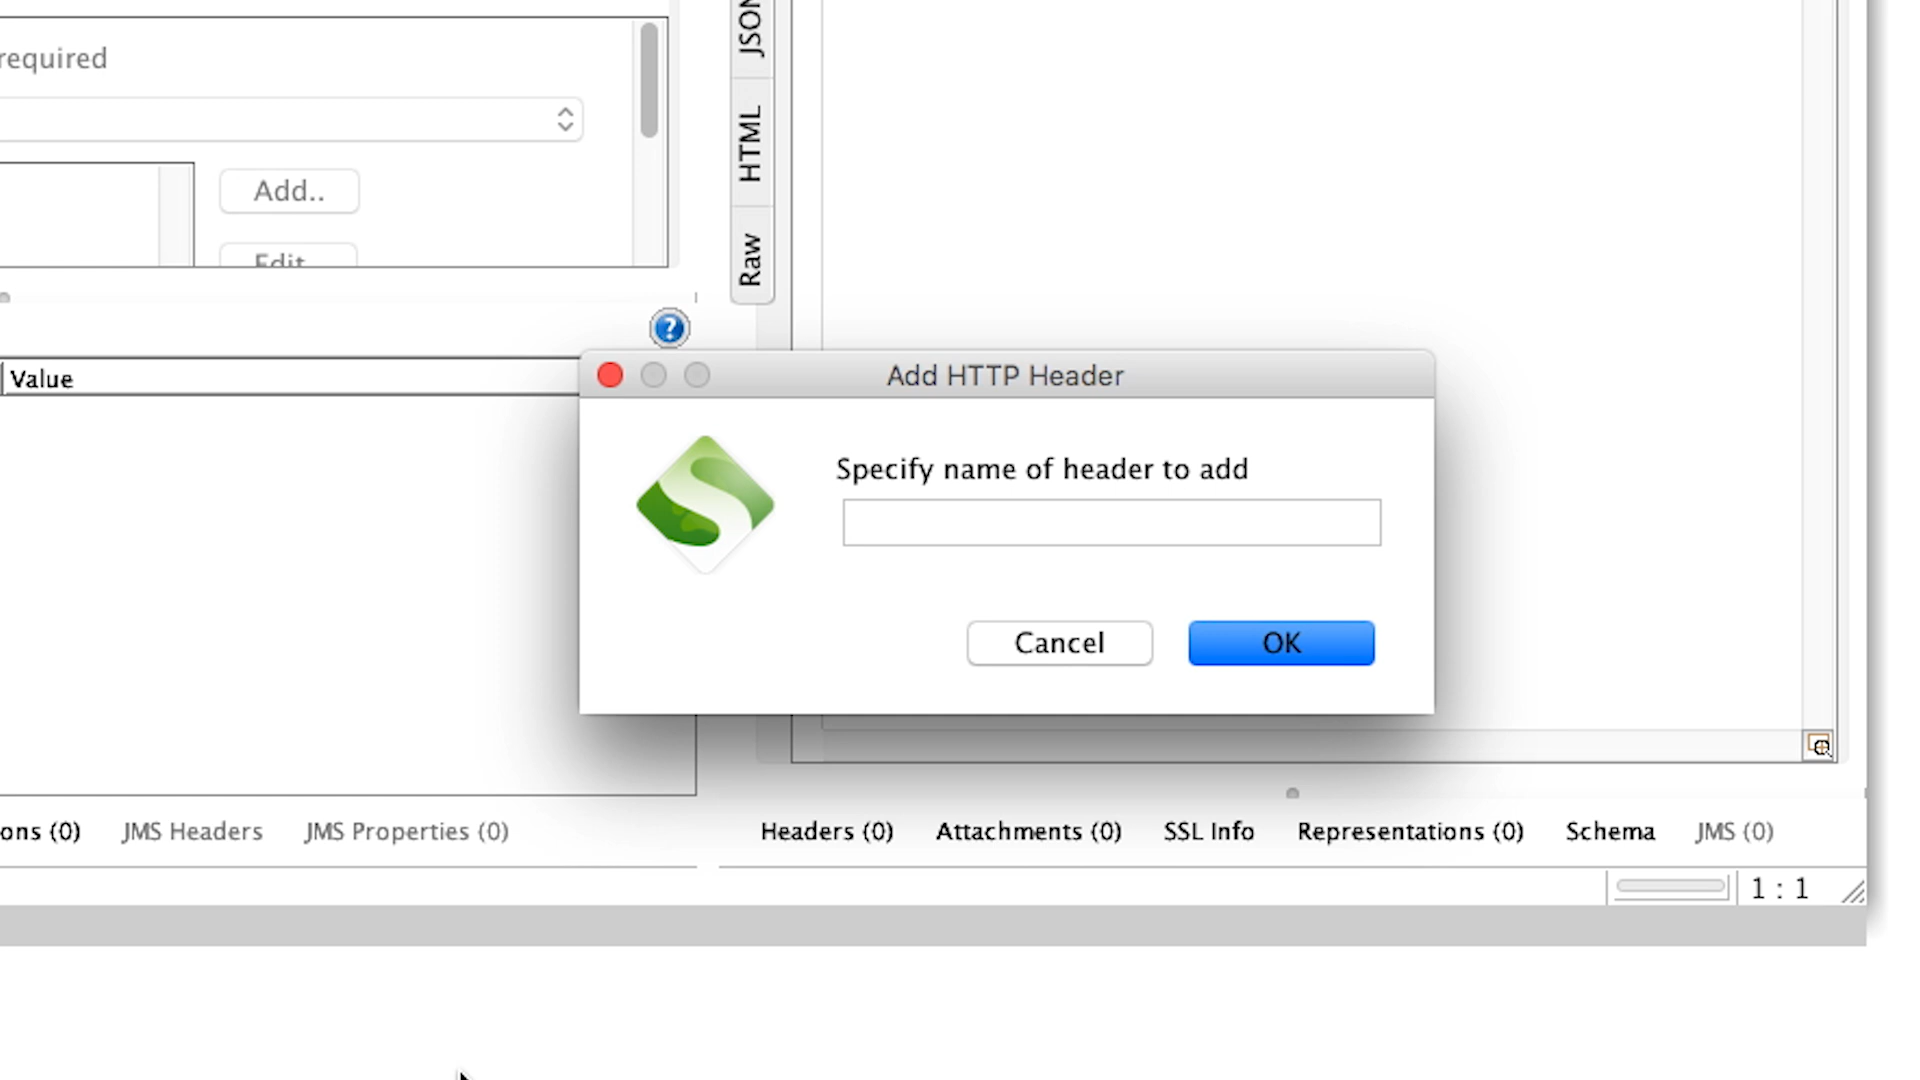 required
Add..
Edit
JSON
HTML
Raw
Value
Add HTTP Header
Specify name of header to add
Cancel
OK
ons (0)
JMS Headers
JMS Properties (0)
Headers (0)
Attachments (0)
SSL Info
Representations (0)
Schema
JMS (0)
1 : 1